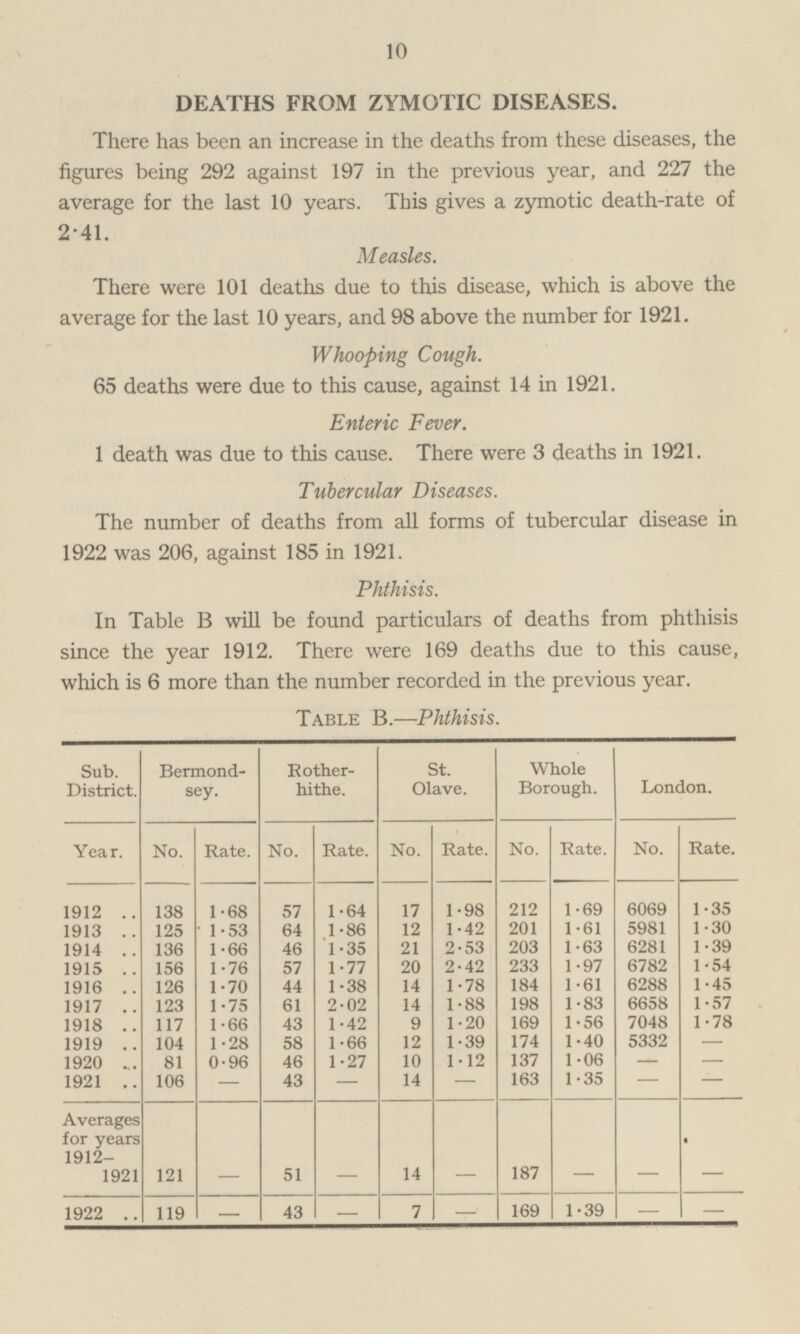 10
DEATHS FROM ZYMOTIC DISEASES.
There has been an increase in the deaths from these diseases, the
figures being 292 against 197 in the previous year, and 227 the
average for the last 10 years. This gives a zymotic death-rate of
2·41.
Measles.
There were 101 deaths due to this disease, which is above the
average for the last 10 years, and 98 above the number for 1921.
Whooping Cough.
65 deaths were due to this cause, against 14 in 1921.
Enteric Fever.
1 death was due to this cause. There were 3 deaths in 1921.
Tubercular Diseases.
The number of deaths from all forms of tubercular disease in
1922 was 206, against 185 in 1921.
Phthisis.
In Table B will be found particulars of deaths from phthisis
since the year 1912. There were 169 deaths due to this cause,
which is 6 more than the number recorded in the previous year.
TABLE B.—Phthisis.
Sub. Bermond- Rother- St. Whole London.
District. sey. hithe. Olave. Borough.
Year. No. Rate. No. Rate. No. Rate. No. Rate. No. Rate.
1912 .. 138 1·68 57 1·64 17 1·98 212 1·69 6069 1·35
1913 .. 125 1·53 64 1·86 12 1·42 201 1·61 5981 1·30
1914 .. 136 1·66 46 1·35 21 2·53 203 1·63 6281 1·39
1915 .. 156 1·76 57 1·77 20 2·42 233 1·97 6782 1·54
1916 .. 126 1·70 44 1·38 14 1·78 184 1·61 6288 1·45
1917 .. 123 1·75 61 2·02 14 1·88 198 1·83 6658 1·57
1918 .. 117 1·66 43 1·42 9 1·20 169 1·56 7048 1·78
1919 .. 104 1·28 58 1·66 12 1·39 174 1·40 5332 —
1920 .. 81 0·96 46 1·27 10 1·12 137 1·06 — —
1921 .. 106 — 43 — 14 — 163 1·35 — —
Averages
for years
1912–
1921 121 — 51 — 14 — 187 — — —
1922 .. 119 — 43 — 7 — 169 1·39 — —